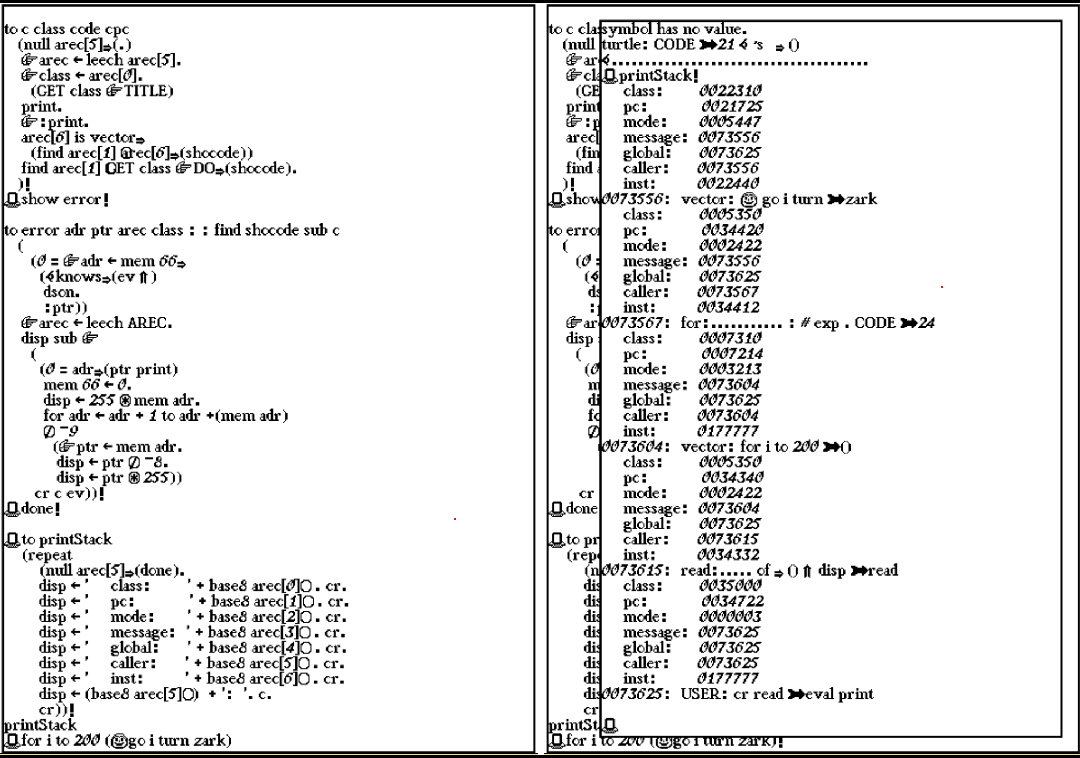 to c class code cpc
(null arec[5]⇒(.)
☞arec ← leech arec[5].
☞class ← arec[0].
(GET class ☞TITLE)
print.
☞:print.
arec[6] is vector⇒
(find arec[1] @rec[6]⇒(shocode))
find arec[1] GET class ☞DO⇒(shocode).
)!
show error!
to error adr ptr arec class : : find shocode sub c
(
(0 = ☞adr ← mem 66⇒
(∢knows⇒(ev ⇑)
dson.
:ptr))
☞arec ← leech AREC.
disp sub ☞
(
(0 = adr⇒(ptr print)
mem 66 ← 0.
disp ← 255 ⊛ mem adr.
for adr ← adr + 1 to adr +(mem adr)
∅ ¯9
(☞ptr ← mem adr.
disp ← ptr ∅ ¯8.
disp ← ptr ⊛ 255))
cr c ev))!
done!
to printStack
(repeat
(null arec[5]⇒(done).
disp ← ' class: ' + base8 arec[0]○. cr.
disp ← ' pc: ' + base8 arec[1]○. cr.
disp ← ' mode: ' + base8 arec[2]○. cr.
disp ← ' message: ' + base8 arec[3]○. cr.
disp ← ' global: ' + base8 arec[4]○. cr.
disp ← ' caller: ' + base8 arec[5]○. cr.
disp ← ' inst: ' + base8 arec[6]○. cr.
disp ← (base8 arec[5]○) + ': '. c.
cr))!
printStack
for i to 200 (☺go i turn zark)
to c cla
(null
☞ar
☞cla
(GE
print
☞:p
arec[
(fin
find
)!
show
to error
(
(0 =
(∢
ds
:p
☞ar
disp
(
(0
m
di
fo
∅
cr
done
to pr
(rep
(n
dis
dis
dis
dis
dis
dis
dis
dis
cr
printSt
for i to 200 (☺go i turn zark)!
symbol has no value.
turtle: CODE ➽21 ∢ 's ⇒ ()
∢.....................................
printStack!
class: 0022310
pc: 0021725
mode: 0005447
message: 0073556
global: 0073625
caller: 0073556
inst: 0022440
0073556: vector: ☺ go i turn ➽zark
class: 0005350
pc: 0034420
mode: 0002422
message: 0073556
global: 0073625
caller: 0073567
inst: 0034412
0073567: for:........... : # exp . CODE ➽24
class: 0007310
pc: 0007214
mode: 0003213
message: 0073604
global: 0073625
caller: 0073604
inst: 0177777
0073604: vector: for i to 200 ➽()
class: 0005350
pc: 0034340
mode: 0002422
message: 0073604
global: 0073625
caller: 0073615
inst: 0034332
0073615: read:..... of ⇒ () ⇑ disp ➽read
class: 0035000
pc: 0034722
mode: 0000003
message: 0073625
global: 0073625
caller: 0073625
inst: 0177777
0073625: USER: cr read ➽eval print